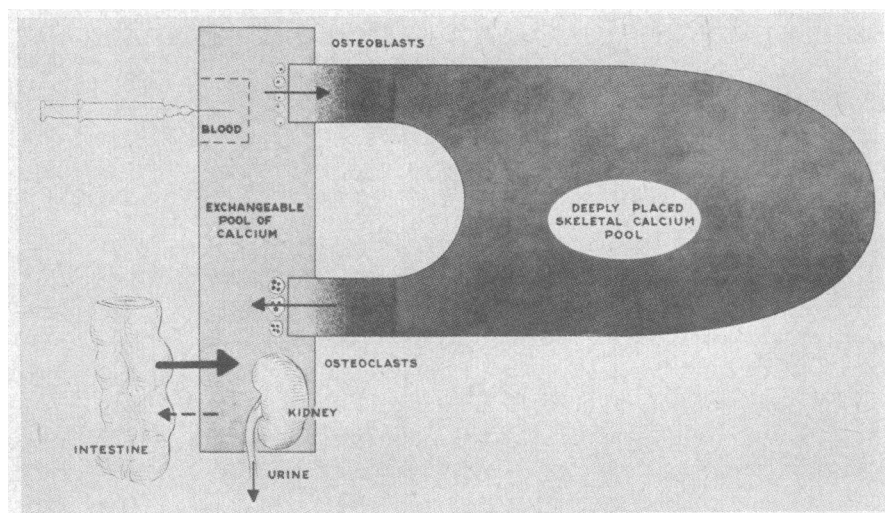 OSTEOBLASTS
BLOOD
EXCHANGEABLE
POOL OF
CALCIUM
DEEPLY PLACED
SKELETAL CALCIUM
POOL
OSTEOCLASTS
KIDNEY
INTESTINE
URINE